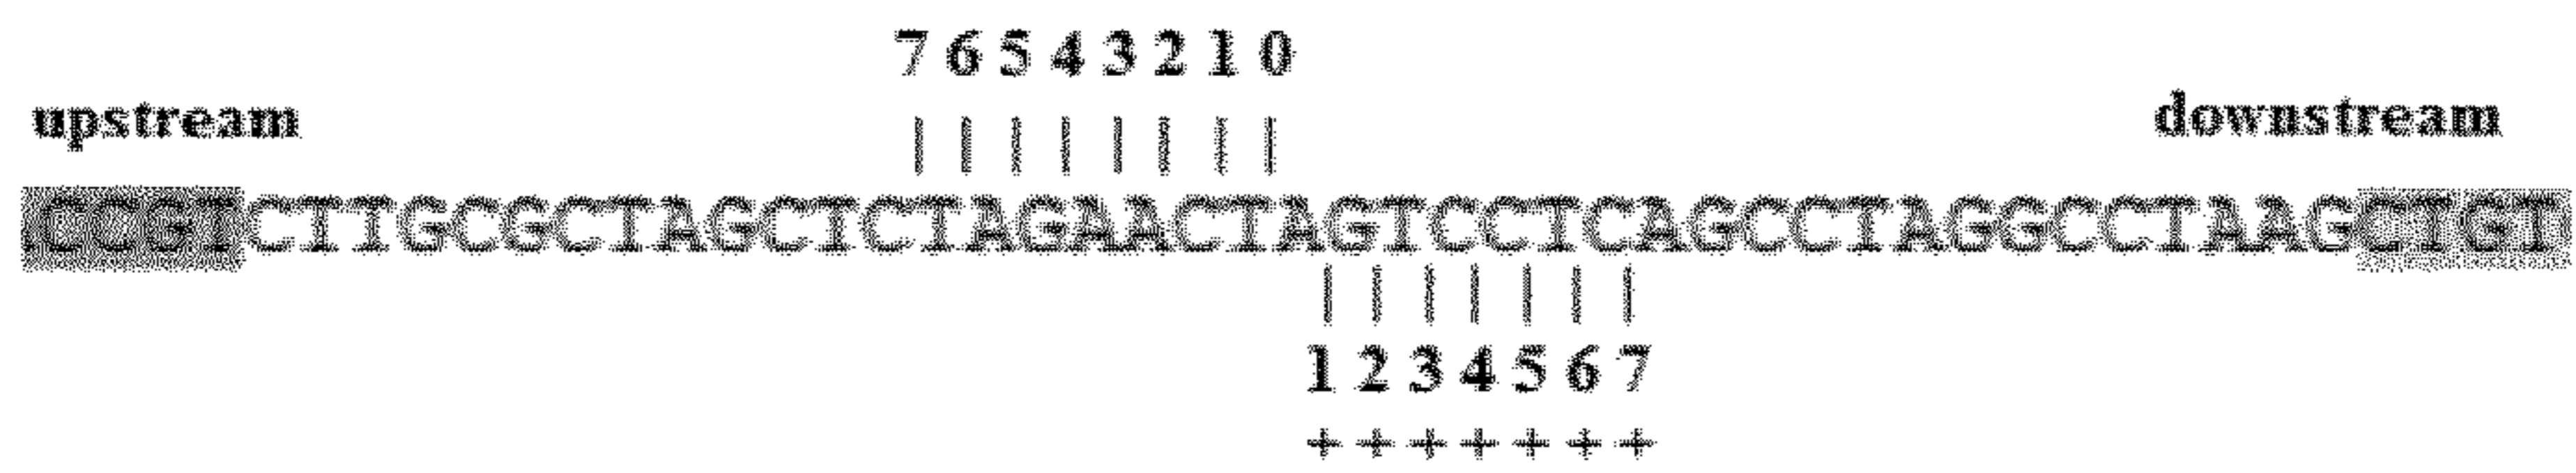 7 6 5 4 3 2 1 0
upstream downstream
CCGTCTTGCGCTAGCTCTAGAACTAGTCCTCAGCCTAGGCCTAAGCTGT
1 2 3 4 5 6 7
+ + + + + + +